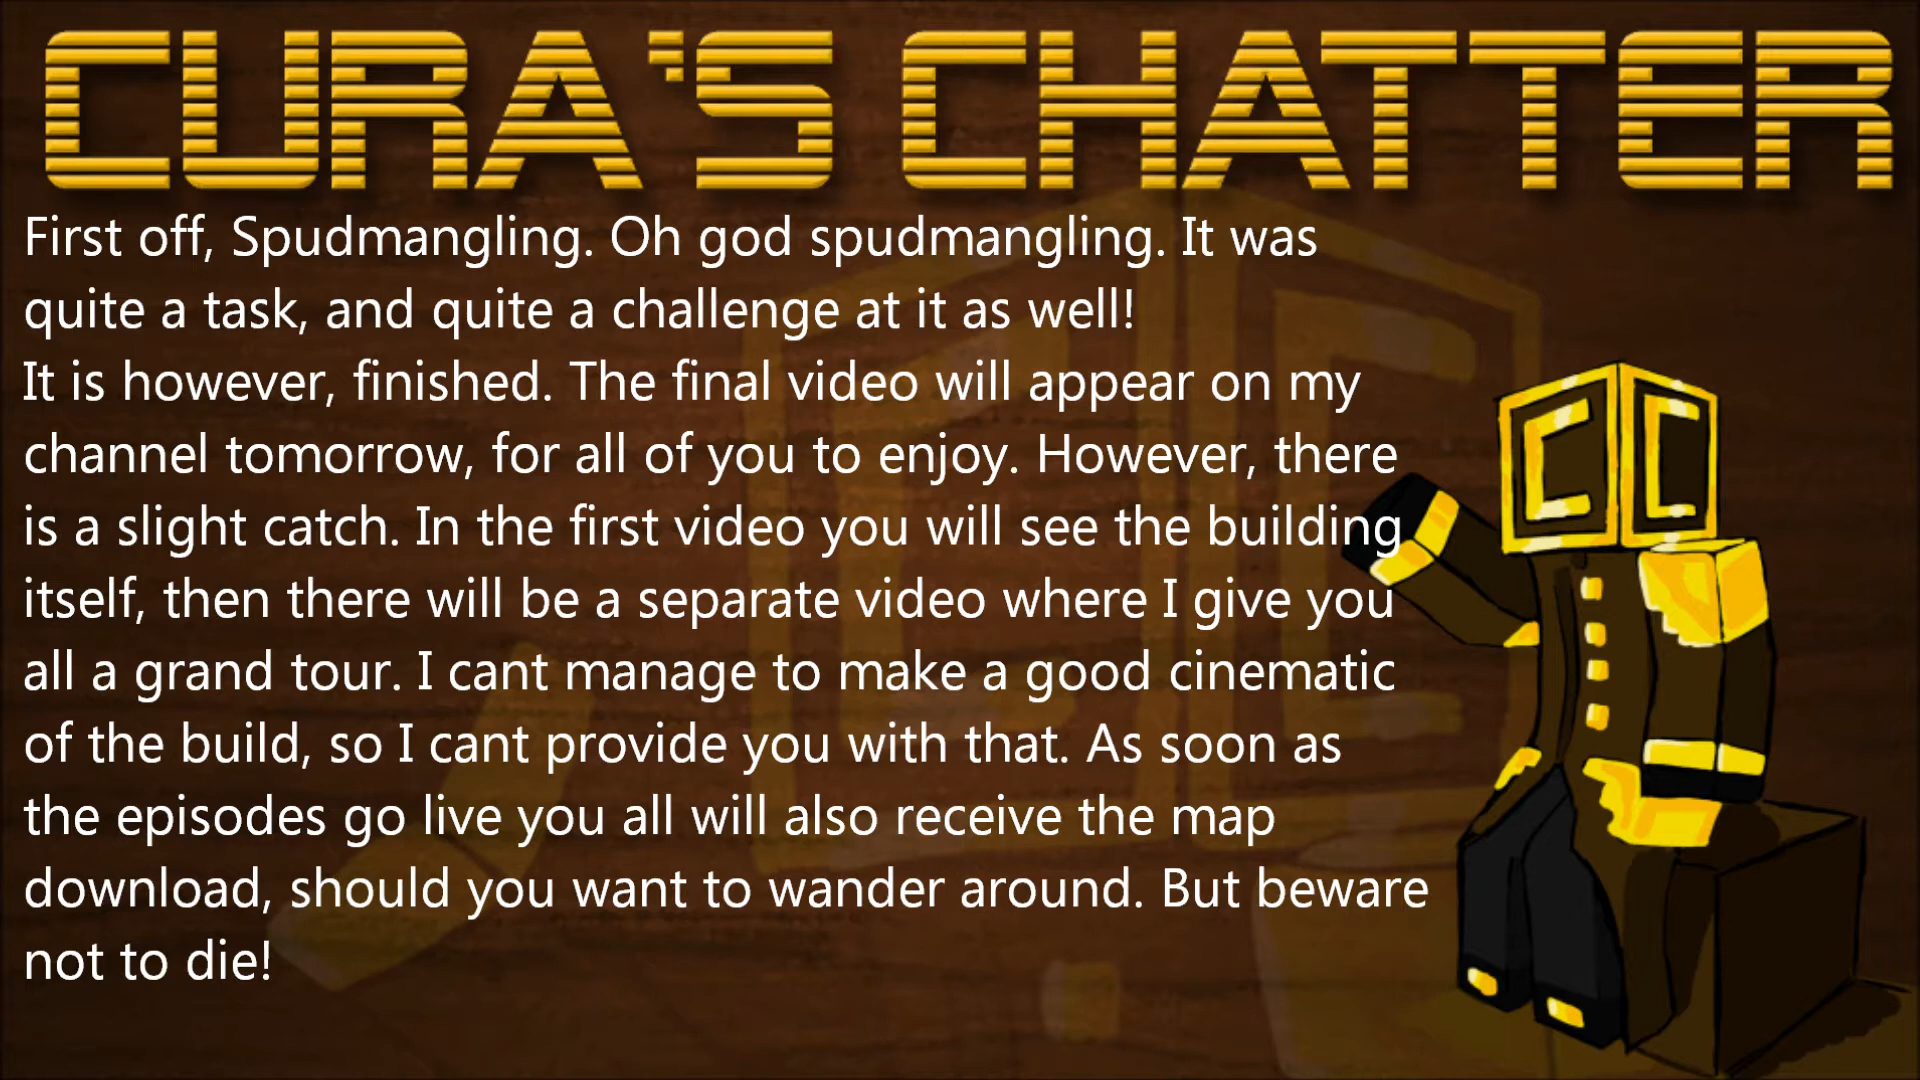 CURA'S CHATTER
First off, Spudmangling. Oh god spudmangling. It was
quite a task, and quite a challenge at it as well!
It is however, finished. The final video will appear on my
channel tomorrow, for all of you to enjoy. However, there
is a slight catch. In the first video you will see the building
itself, then there will be a separate video where I give you
all a grand tour. I cant manage to make a good cinematic
of the build, so I cant provide you with that. As soon as
the episodes go live you all will also receive the map
download, should you want to wander around. But beware
not to die!